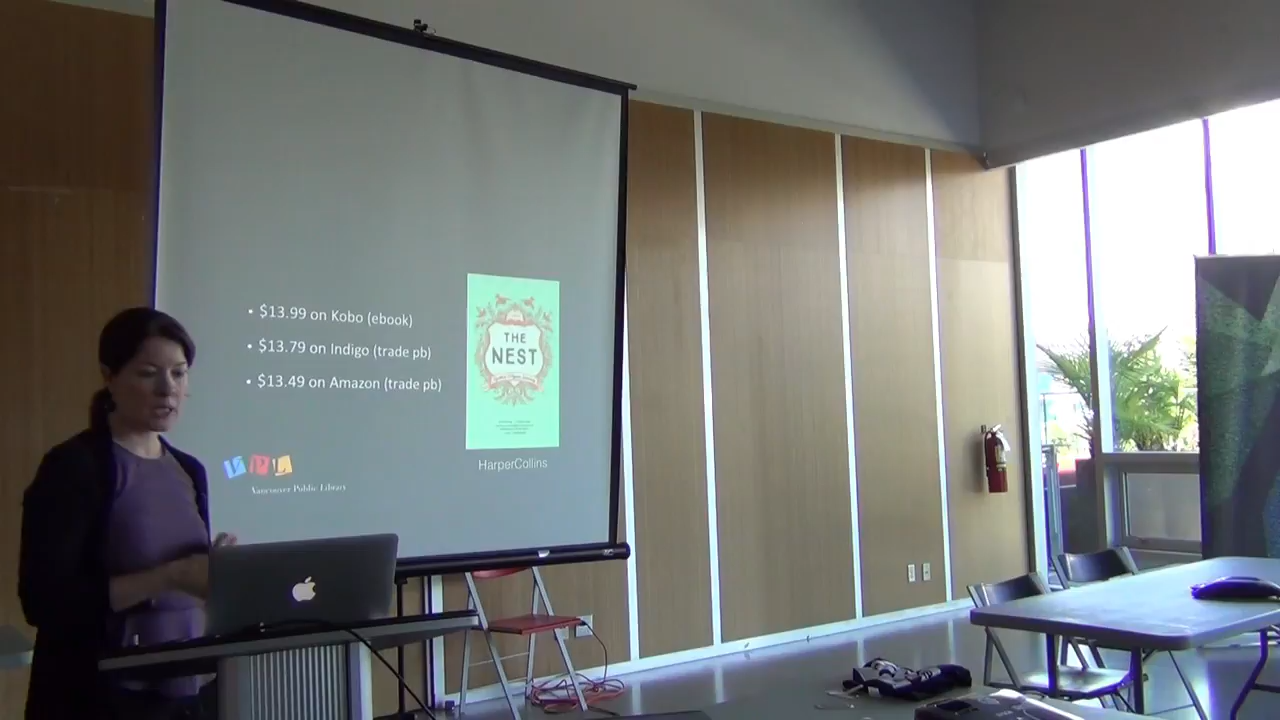 • $13.99 on Kobo (ebook)
• $13.79 on Indigo (trade pb)
• $13.49 on Amazon (trade pb)
THE
NEST
HarperCollins
VPL
Vancouver Public Library